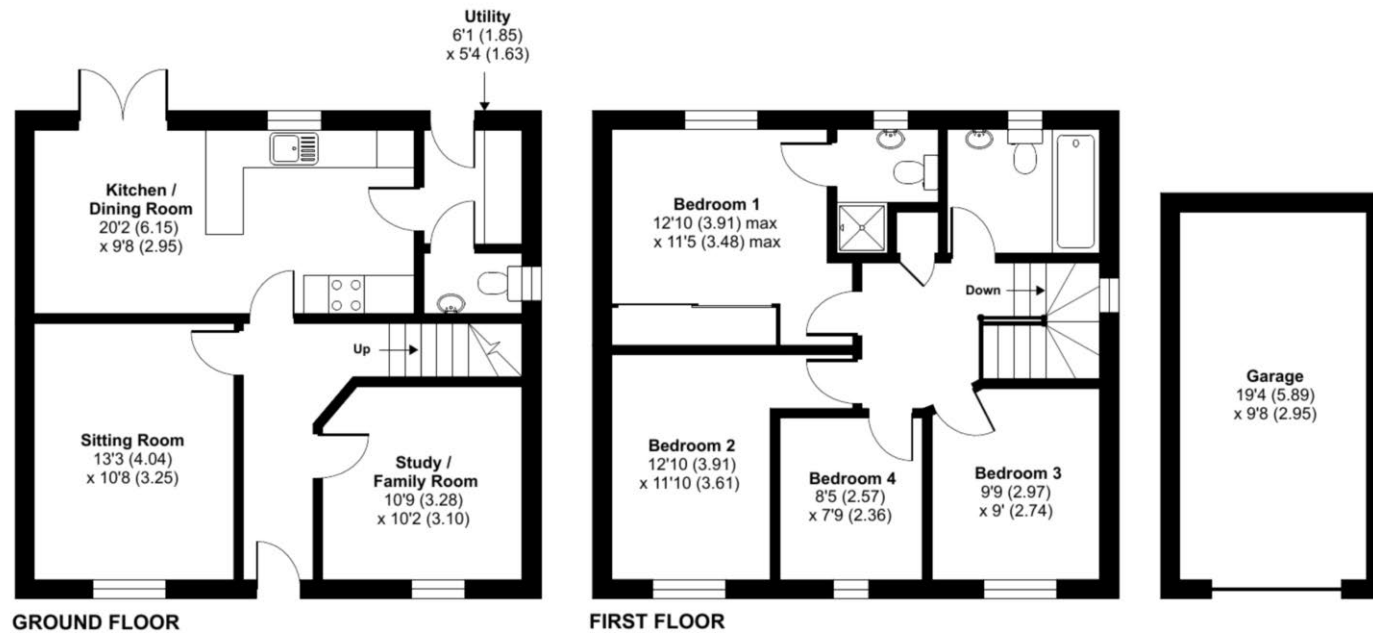 Utility
6'1 (1.85)
x 5'4 (1.63)
Kitchen /
Dining Room
20'2 (6.15)
x 9'8 (2.95)
Up
Sitting Room
13'3 (4.04)
x 10'8 (3.25)
Study /
Family Room
10'9 (3.28)
x 10'2 (3.10)
GROUND FLOOR
Bedroom 1
12'10 (3.91) max
x 11'5 (3.48) max
Down
Bedroom 2
12'10 (3.91)
x 11'10 (3.61)
Bedroom 4
8'5 (2.57)
x 7'9 (2.36)
Bedroom 3
9'9 (2.97)
x 9' (2.74)
FIRST FLOOR
Garage
19'4 (5.89)
x 9'8 (2.95)